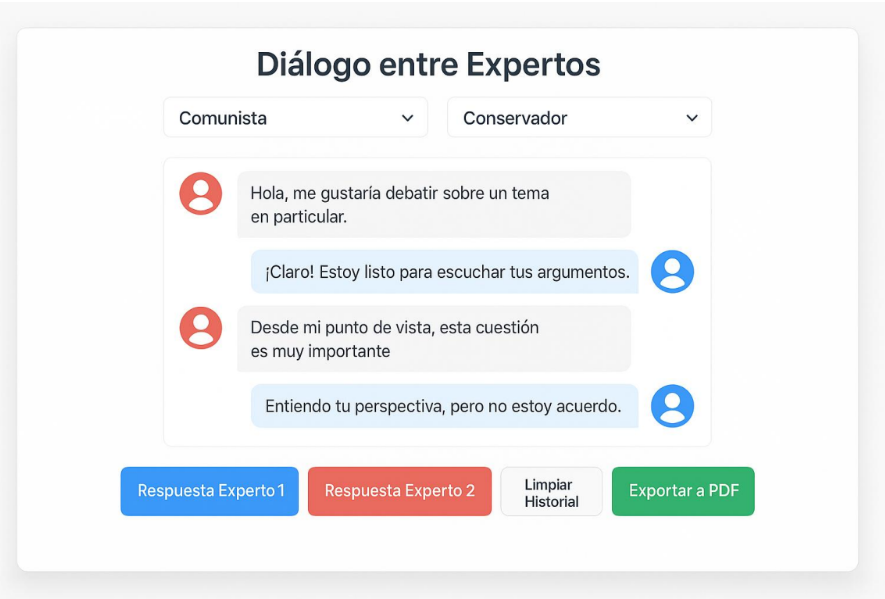 Diálogo entre Expertos
Comunista
Conservador
Hola, me gustaría debatir sobre un tema
en particular.
¡Claro! Estoy listo para escuchar tus argumentos.
Desde mi punto de vista, esta cuestión
es muy importante
Entiendo tu perspectiva, pero no estoy acuerdo.
Respuesta Experto 1
Respuesta Experto 2
Limpiar
Historial
Exportar a PDF